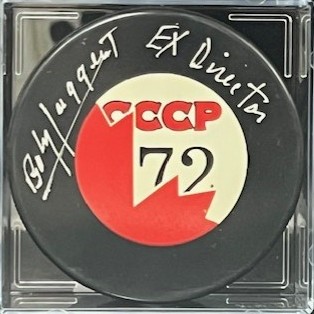 Bob Haggert
EX Director
CCCP
72